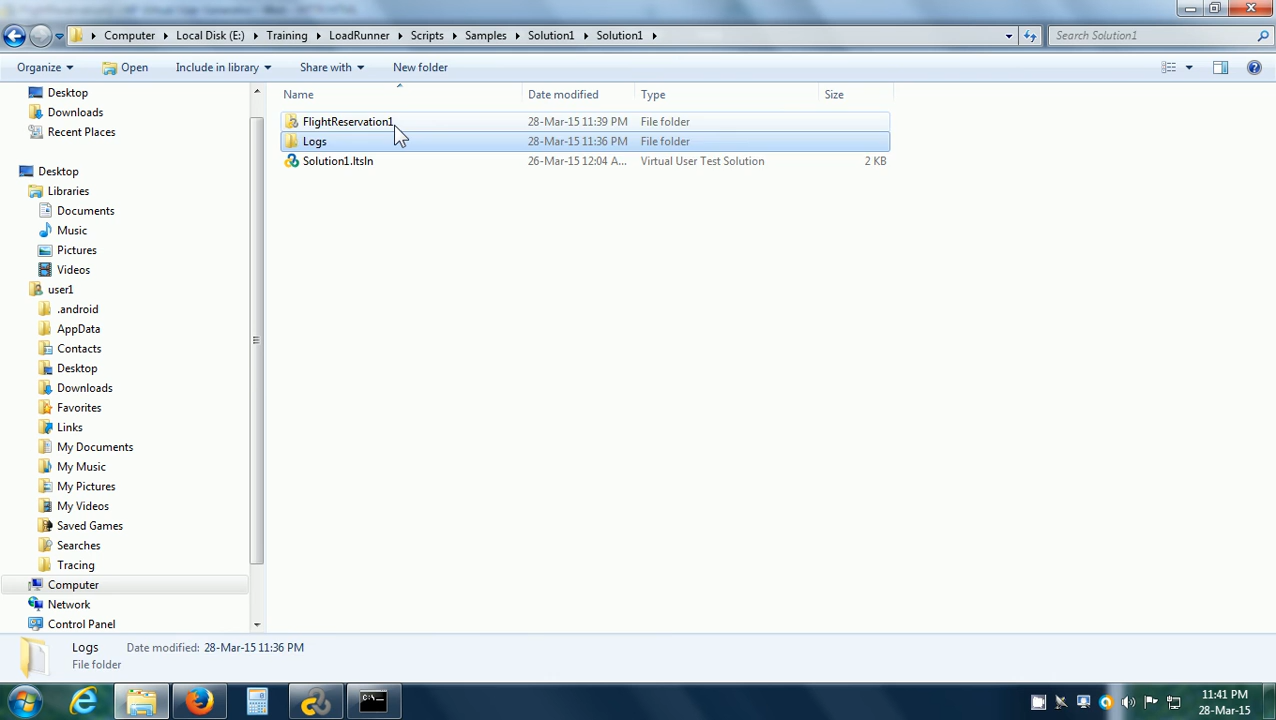 Computer Local Disk (E:) Training LoadRunner Scripts Samples Solution1 Solution1 Search Solution1
Organize Open Include in library Share with New folder
Name Date modified Type Size
FlightReservation1 28-Mar-15 11:39 PM File folder
Logs 28-Mar-15 11:36 PM File folder
Solution1.ltsln 26-Mar-15 12:04 A... Virtual User Test Solution 2 KB
Desktop
Downloads
Recent Places
Desktop
Libraries
Documents
Music
Pictures
Videos
user1
.android
AppData
Contacts
Desktop
Downloads
Favorites
Links
My Documents
My Music
My Pictures
My Videos
Saved Games
Searches
Tracing
Computer
Network
Control Panel
Logs Date modified: 28-Mar-15 11:36 PM
File folder
C:\
11:41 PM
28-Mar-15